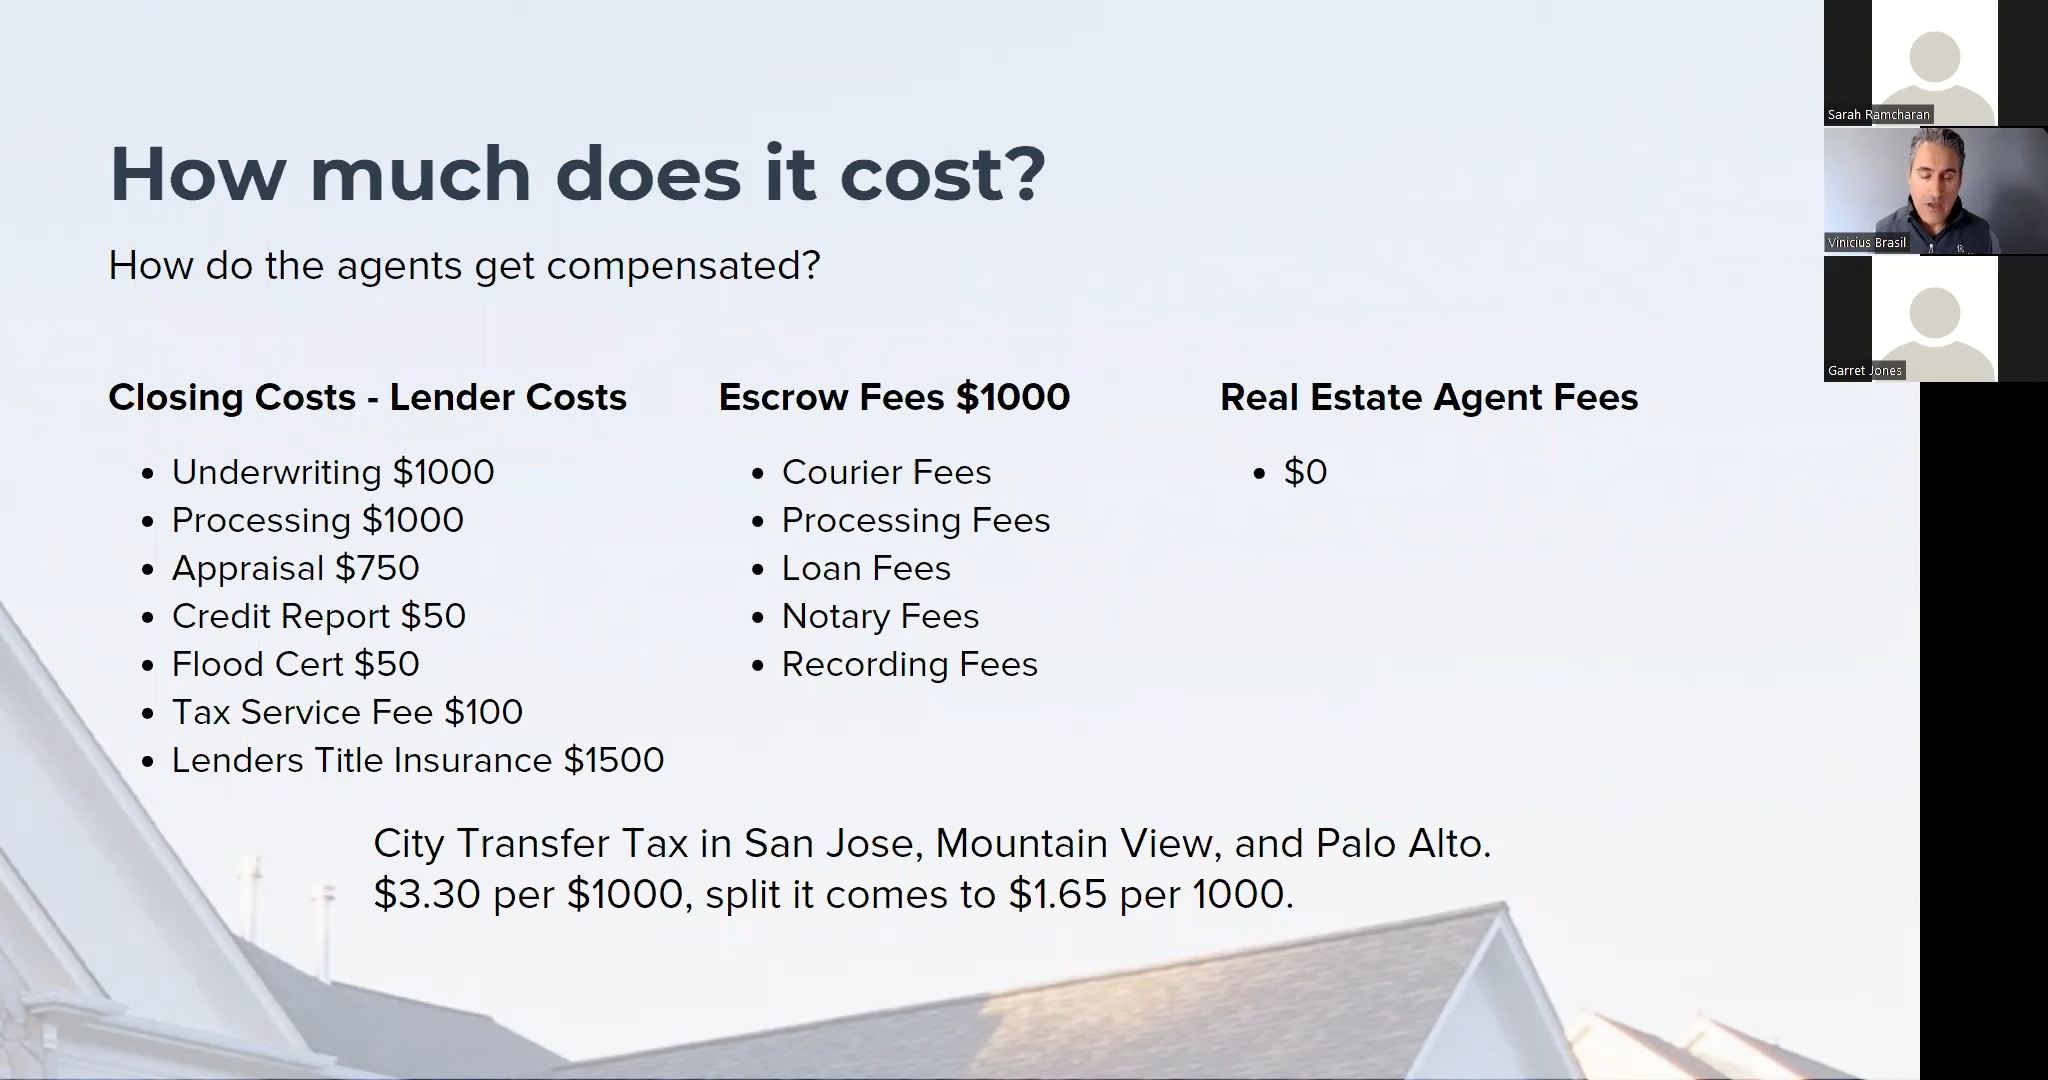 How much does it cost?
How do the agents get compensated?
Closing Costs - Lender Costs
Underwriting $1000
Processing $1000
Appraisal $750
Credit Report $50
Flood Cert $50
Tax Service Fee $100
Lenders Title Insurance $1500
Escrow Fees $1000
Courier Fees
Processing Fees
Loan Fees
Notary Fees
Recording Fees
Real Estate Agent Fees
$0
City Transfer Tax in San Jose, Mountain View, and Palo Alto.
$3.30 per $1000, split it comes to $1.65 per 1000.
Sarah Ramcharan
Vinicius Brasil
Garret Jones